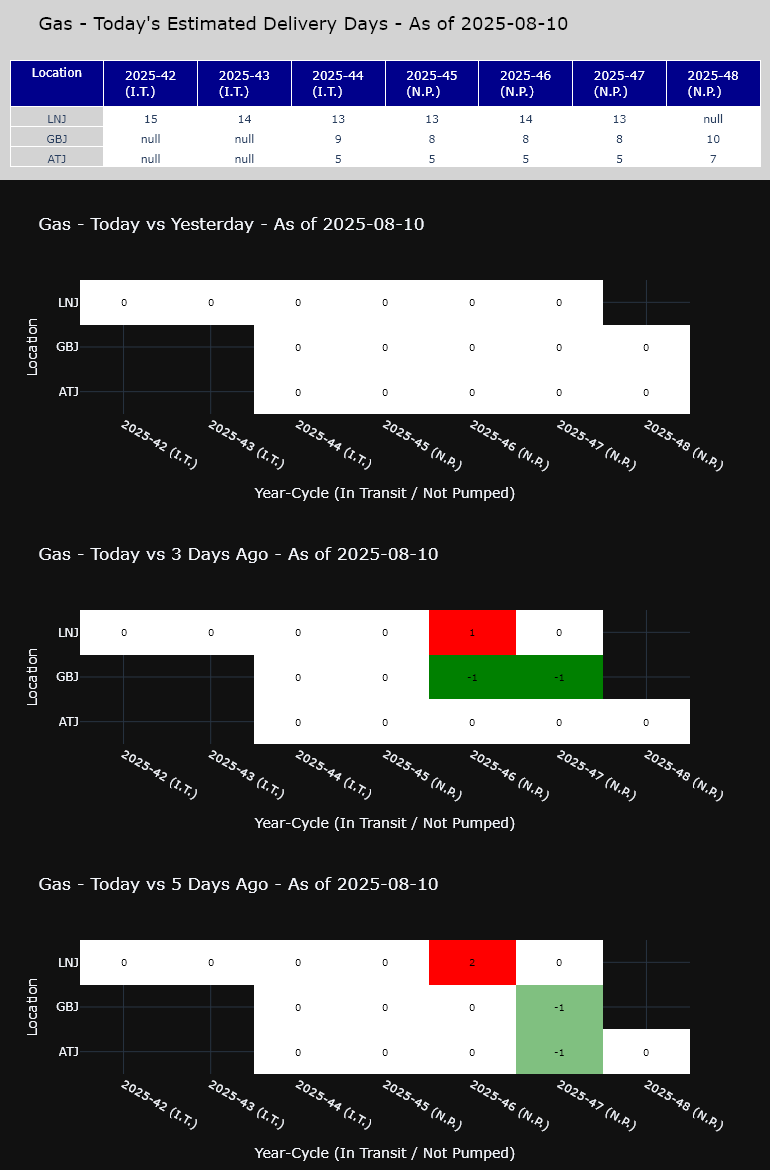 Gas - Today's Estimated Delivery Days - As of 2025-08-10
Location 2025-42 (I.T.) 2025-43 (I.T.) 2025-44 (I.T.) 2025-45 (N.P.) 2025-46 (N.P.) 2025-47 (N.P.) 2025-48 (N.P.)
LNJ 15 14 13 13 14 13 null
GBJ null null 9 8 8 8 10
ATJ null null 5 5 5 5 7
Gas - Today vs Yesterday - As of 2025-08-10
Location
LNJ 0 0 0 0 0 0
GBJ 0 0 0 0 0
ATJ 0 0 0 0 0
2025-42 (I.T.) 2025-43 (I.T.) 2025-44 (I.T.) 2025-45 (N.P.) 2025-46 (N.P.) 2025-47 (N.P.) 2025-48 (N.P.)
Year-Cycle (In Transit / Not Pumped)
Gas - Today vs 3 Days Ago - As of 2025-08-10
Location
LNJ 0 0 0 0 1 0
GBJ 0 0 -1 -1
ATJ 0 0 0 0 0
2025-42 (I.T.) 2025-43 (I.T.) 2025-44 (I.T.) 2025-45 (N.P.) 2025-46 (N.P.) 2025-47 (N.P.) 2025-48 (N.P.)
Year-Cycle (In Transit / Not Pumped)
Gas - Today vs 5 Days Ago - As of 2025-08-10
Location
LNJ 0 0 0 0 2 0
GBJ 0 0 0 -1
ATJ 0 0 0 -1 0
2025-42 (I.T.) 2025-43 (I.T.) 2025-44 (I.T.) 2025-45 (N.P.) 2025-46 (N.P.) 2025-47 (N.P.) 2025-48 (N.P.)
Year-Cycle (In Transit / Not Pumped)